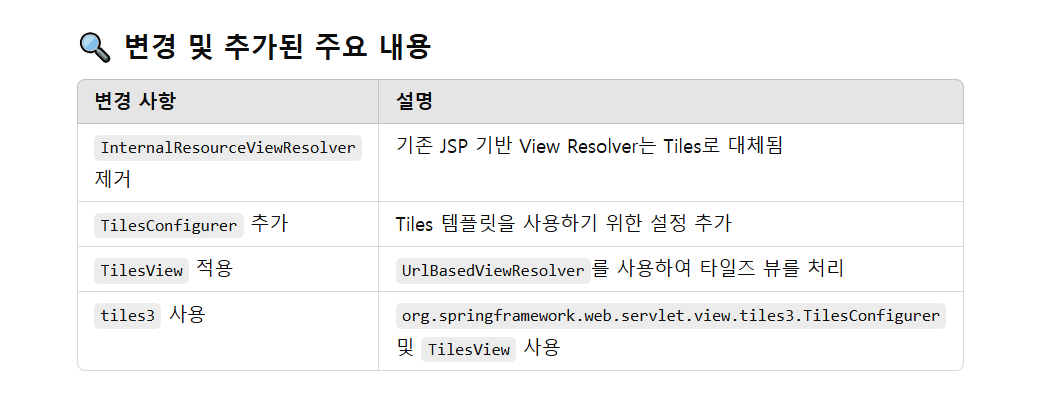 🔍 변경 및 추가된 주요 내용
변경 사항 설명
InternalResourceViewResolver 기존 JSP 기반 View Resolver는 Tiles로 대체됨
제거
TilesConfigurer 추가 Tiles 템플릿을 사용하기 위한 설정 추가
TilesView 적용 UrlBasedViewResolver를 사용하여 타일즈 뷰를 처리
tiles3 사용 org.springframework.web.servlet.view.tiles3.TilesConfigurer
및 TilesView 사용